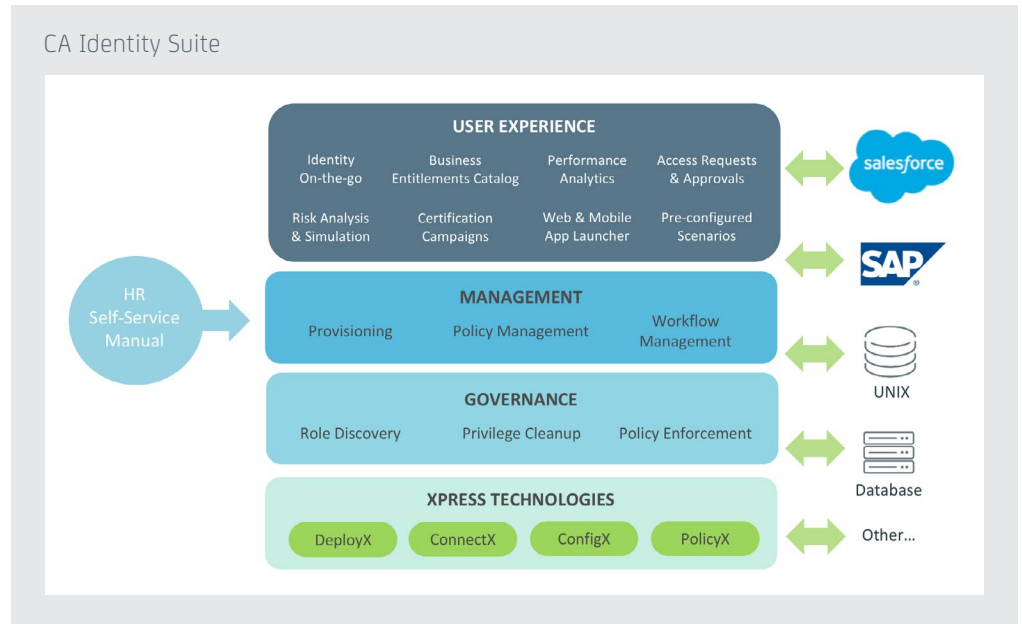 CA Identity Suite
USER EXPERIENCE
Identity
On-the-go
Business
Entitlements Catalog
Performance
Analytics
Access Requests
& Approvals
Risk Analysis
& Simulation
Certification
Campaigns
Web & Mobile
App Launcher
Pre-configured
Scenarios
HR
Self-Service
Manual
MANAGEMENT
Provisioning
Policy Management
Workflow
Management
GOVERNANCE
Role Discovery
Privilege Cleanup
Policy Enforcement
XPRESS TECHNOLOGIES
DeployX
ConnectX
ConfigX
PolicyX
salesforce
SAP®
UNIX
Database
Other...